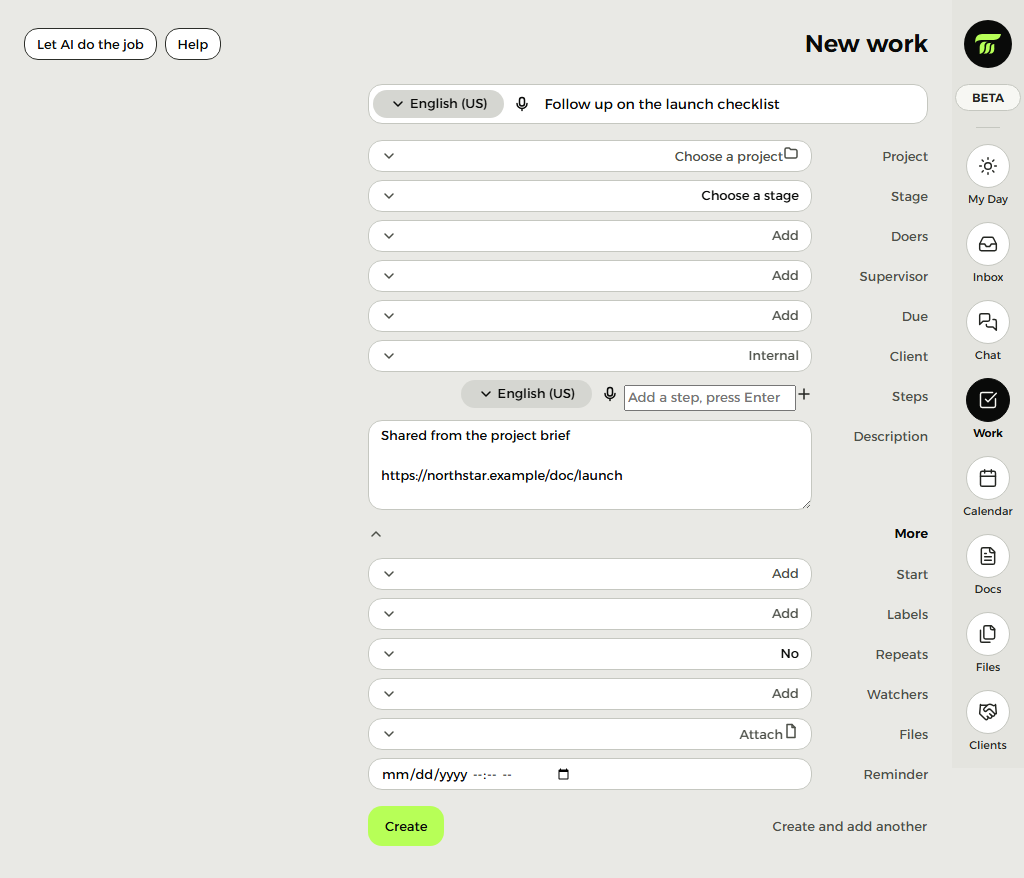 New work
Let AI do the job
Help
English (US)
Follow up on the launch checklist
Project
Choose a project
Stage
Choose a stage
Doers
Add
Supervisor
Add
Due
Add
Client
Internal
Steps
English (US)
Add a step, press Enter
Description
Shared from the project brief
https://northstar.example/doc/launch
More
Start
Add
Labels
Add
Repeats
No
Watchers
Add
Files
Attach
Reminder
mm/dd/yyyy --:-- --
Create
Create and add another
BETA
My Day
Inbox
Chat
Work
Calendar
Docs
Files
Clients